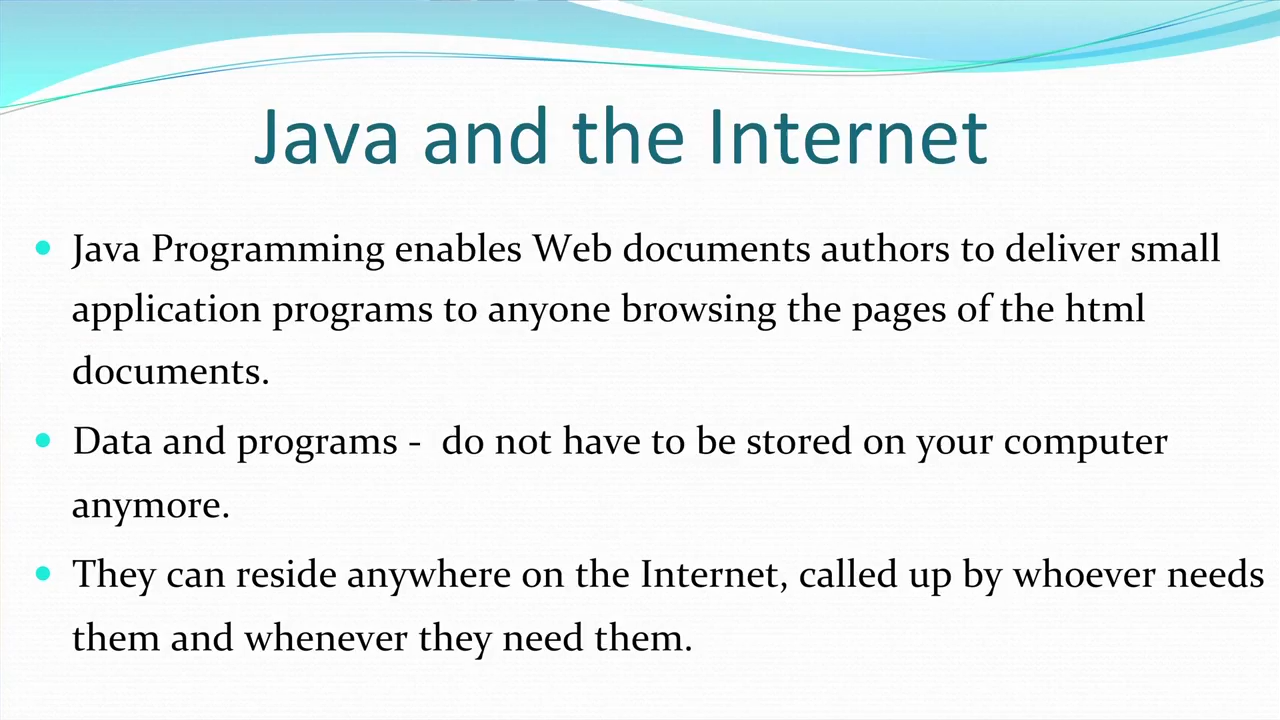 Java and the Internet
Java Programming enables Web documents authors to deliver small
application programs to anyone browsing the pages of the html
documents.
Data and programs -  do not have to be stored on your computer
anymore.
They can reside anywhere on the Internet, called up by whoever needs
them and whenever they need them.